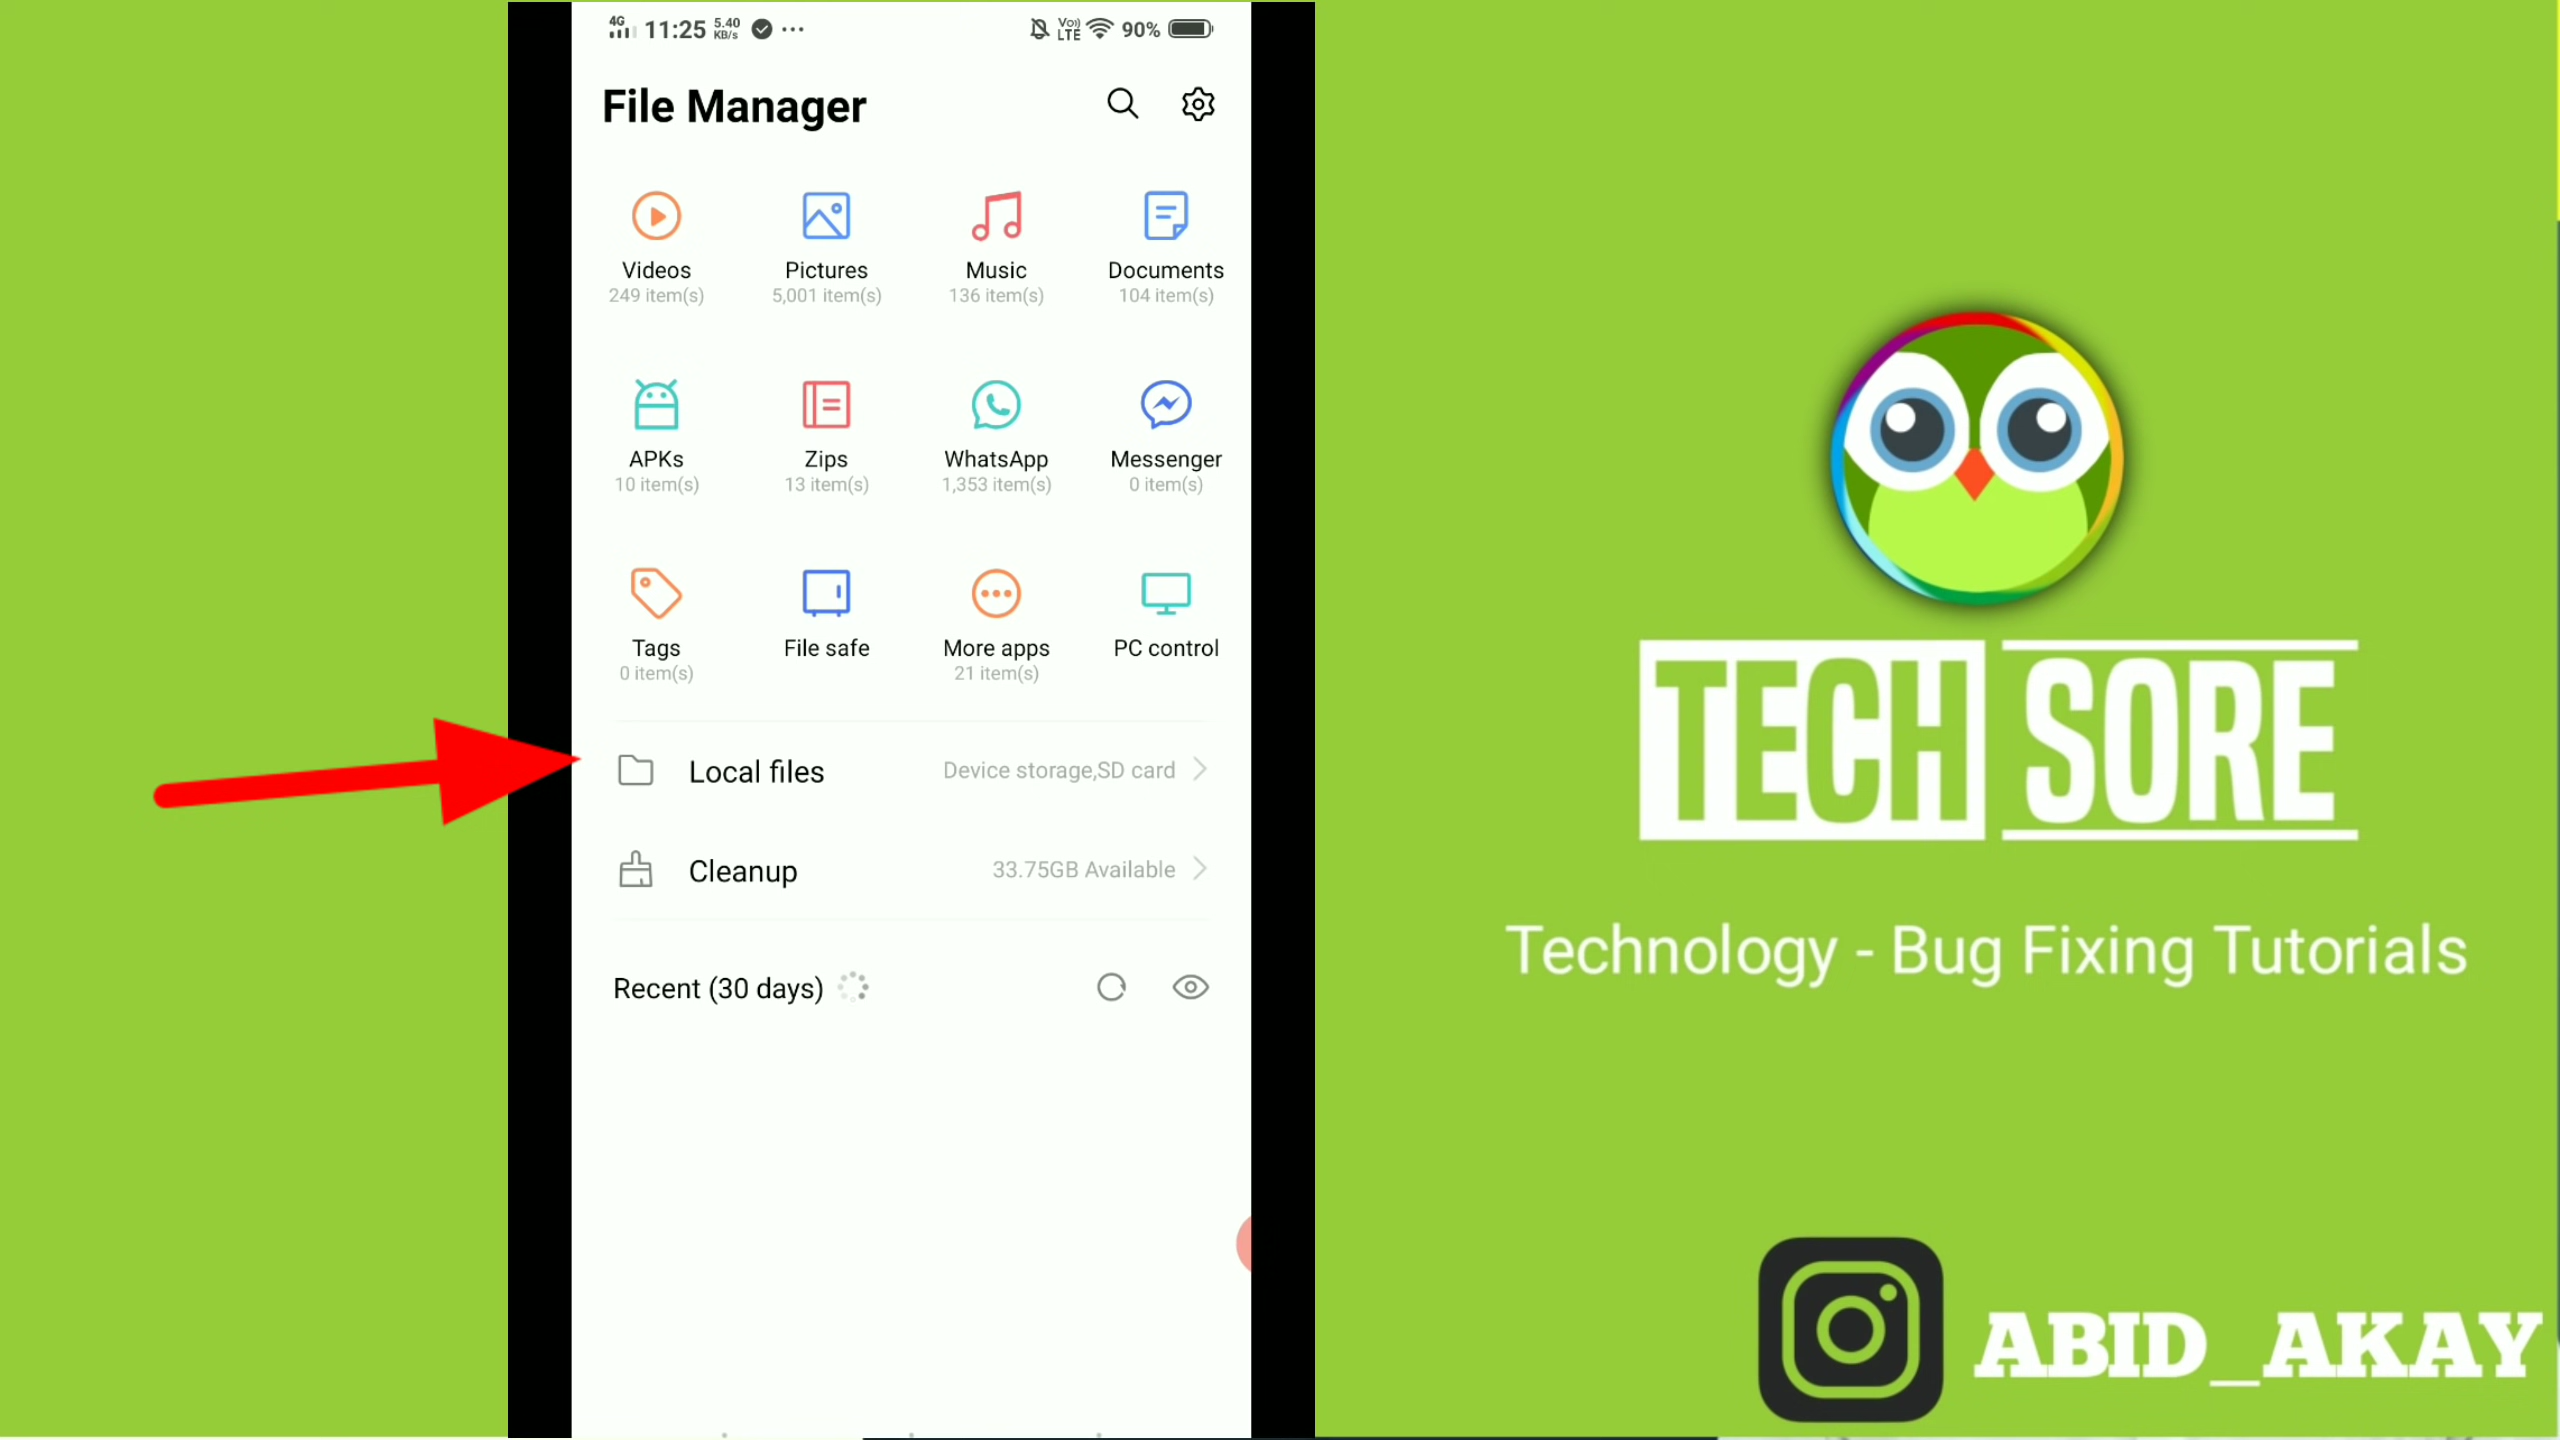 4G 11:25 5.40 KB/s VoLTE 90%
File Manager
Videos Pictures Music Documents
249 item(s) 5,001 item(s) 136 item(s) 104 item(s)
APKs Zips WhatsApp Messenger
10 item(s) 13 item(s) 1,353 item(s) 0 item(s)
Tags File safe More apps PC control
0 item(s) 21 item(s)
Local files Device storage,SD card
Cleanup 33.75GB Available
Recent (30 days)
TECH SORE
Technology - Bug Fixing Tutorials
ABID_AKAY